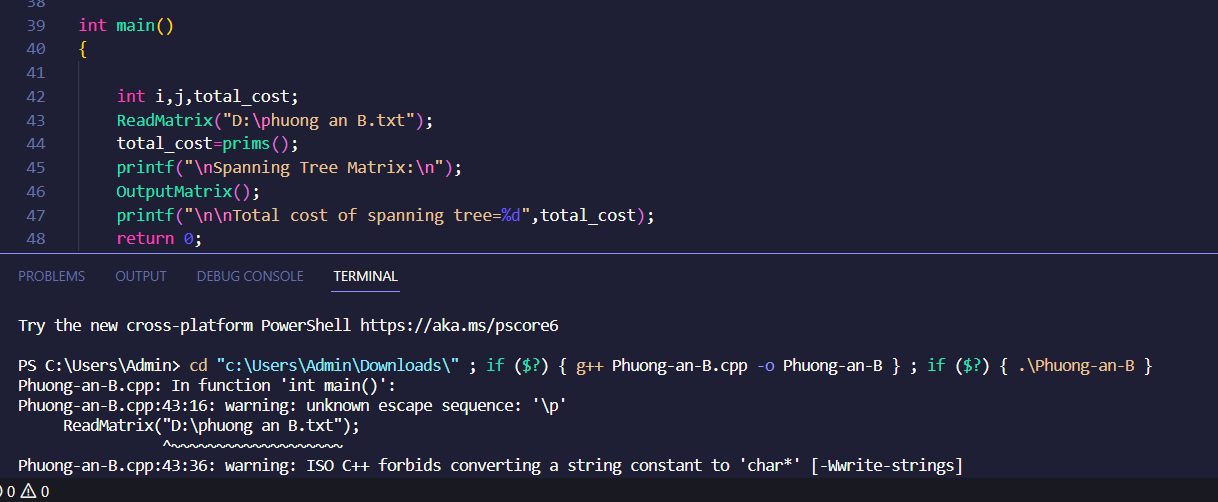 38
39 int main()
40 {
41
42 int i,j,total_cost;
43 ReadMatrix("D:\phuong an B.txt");
44 total_cost=prims();
45 printf("\nSpanning Tree Matrix:\n");
46 OutputMatrix();
47 printf("\n\nTotal cost of spanning tree=%d",total_cost);
48 return 0;
PROBLEMS OUTPUT DEBUG CONSOLE TERMINAL
Try the new cross-platform PowerShell https://aka.ms/pscore6
PS C:\Users\Admin> cd "c:\Users\Admin\Downloads\" ; if ($?) { g++ Phuong-an-B.cpp -o Phuong-an-B } ; if ($?) { .\Phuong-an-B }
Phuong-an-B.cpp: In function 'int main()':
Phuong-an-B.cpp:43:16: warning: unknown escape sequence: '\p'
ReadMatrix("D:\phuong an B.txt");
^~~~~~~~~~~~~~~~~~~~
Phuong-an-B.cpp:43:36: warning: ISO C++ forbids converting a string constant to 'char*' [-Wwrite-strings]
0 0